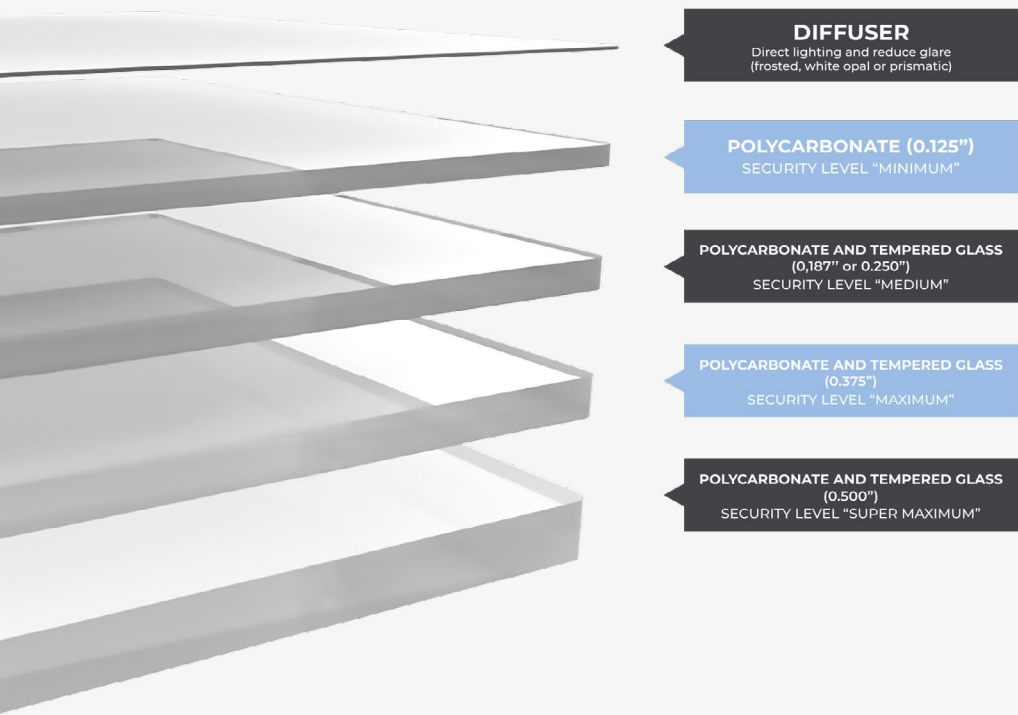 DIFFUSER
Direct lighting and reduce glare
(frosted, white opal or prismatic)
POLYCARBONATE (0.125”)
SECURITY LEVEL “MINIMUM”
POLYCARBONATE AND TEMPERED GLASS
(0,187’’ or 0.250”)
SECURITY LEVEL “MEDIUM”
POLYCARBONATE AND TEMPERED GLASS
(0.375”)
SECURITY LEVEL “MAXIMUM”
POLYCARBONATE AND TEMPERED GLASS
(0.500”)
SECURITY LEVEL “SUPER MAXIMUM”